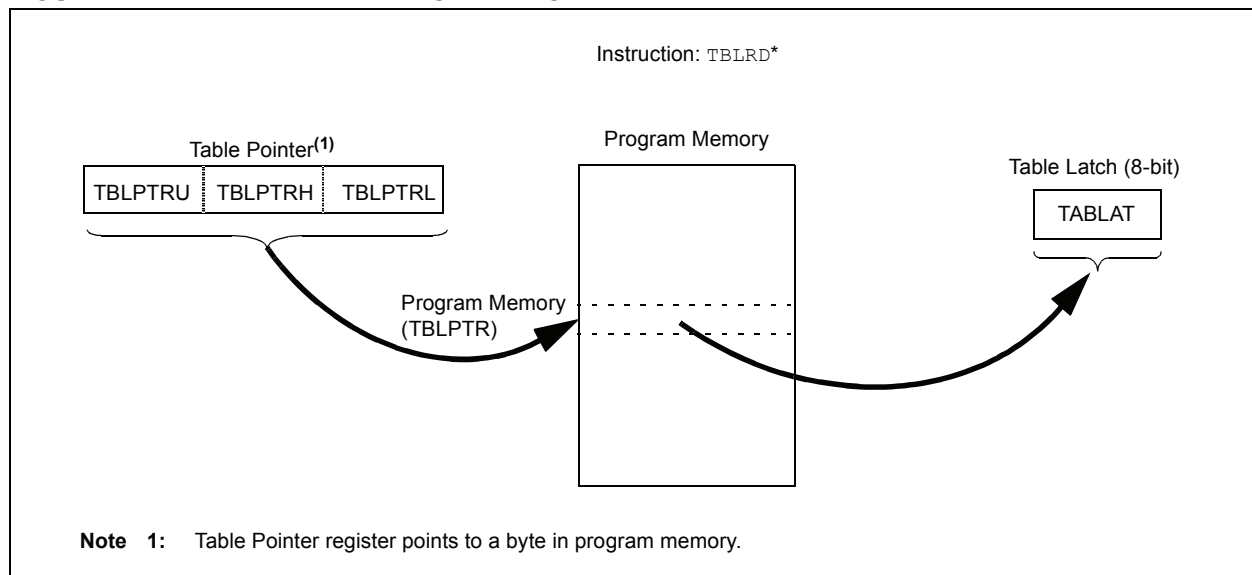 Instruction: TBLRD*
Table Pointer(1)
TBLPTRU TBLPTRH TBLPTRL
Program Memory
Table Latch (8-bit)
TABLAT
Program Memory
(TBLPTR)
Note 1: Table Pointer register points to a byte in program memory.